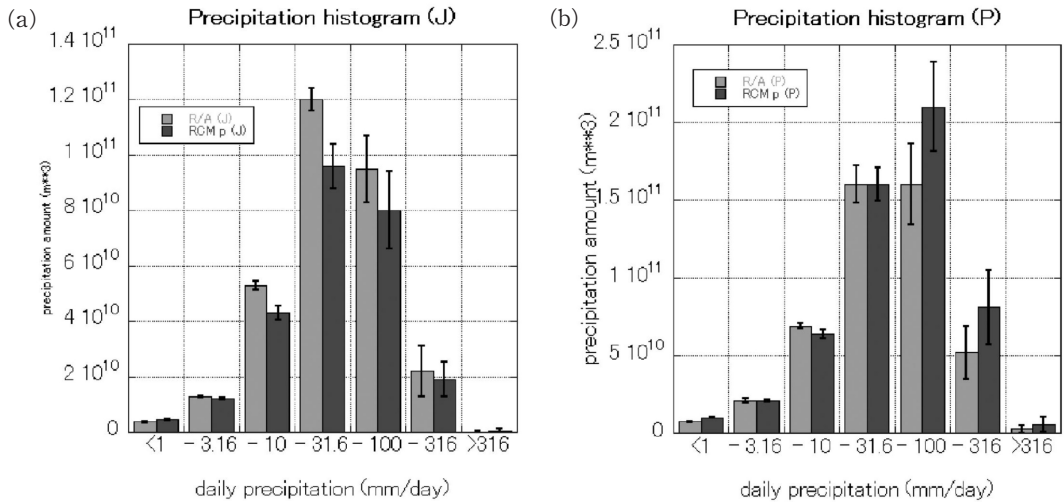 (a)
Precipitation histogram (J)
1.4 10¹¹
1.2 10¹¹
1 10¹¹
8 10¹⁰
6 10¹⁰
4 10¹⁰
2 10¹⁰
0
precipitation amount (m**3)
R/A (J)
RCM p (J)
<1 -3.16 -10 -31.6 -100 -316 >316
daily precipitation (mm/day)
(b)
Precipitation histogram (P)
2.5 10¹¹
2 10¹¹
1.5 10¹¹
1 10¹¹
5 10¹⁰
0
precipitation amount (m**3)
R/A (P)
RCM p (P)
<1 -3.16 -10 -31.6 -100 -316 >316
daily precipitation (mm/day)